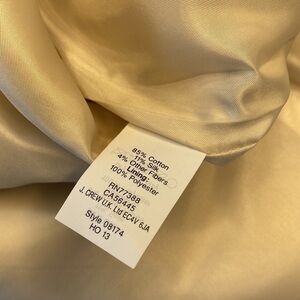 85% Cotton
11% Silk
4% Other Fibers
Lining:
100% Polyester
RN77388
CA56445
J. CREW U.K. Ltd EC4V 6JA
Style 08174
HO 13